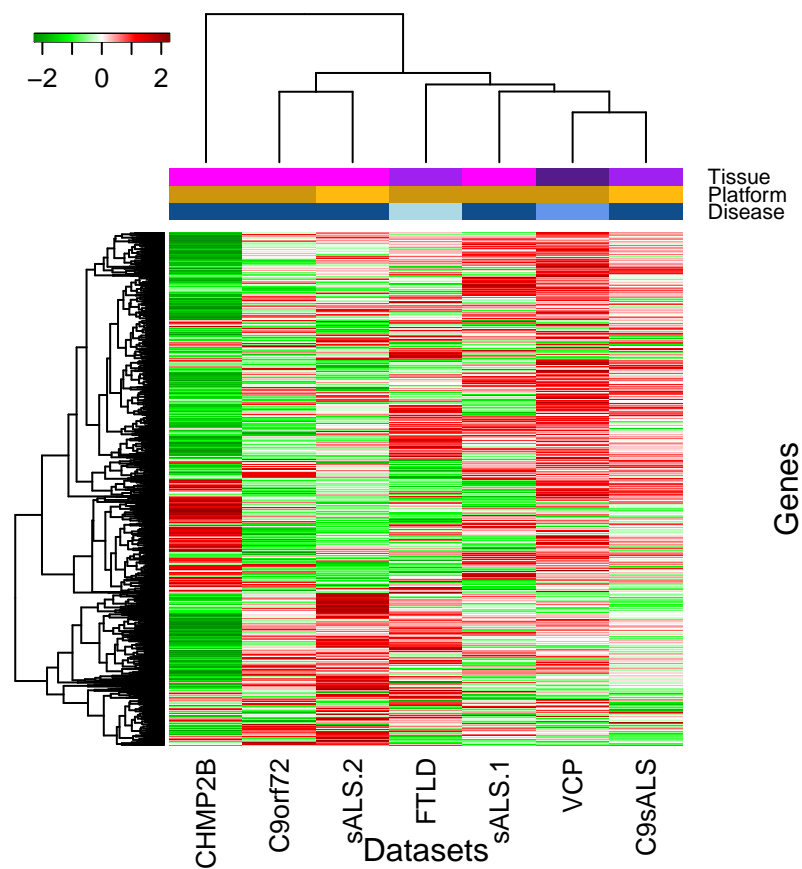 −2 0 2
Tissue
Platform
Disease
Genes
CHMP2B
C9orf72
sALS.2
FTLD
sALS.1
VCP
C9sALS
Datasets